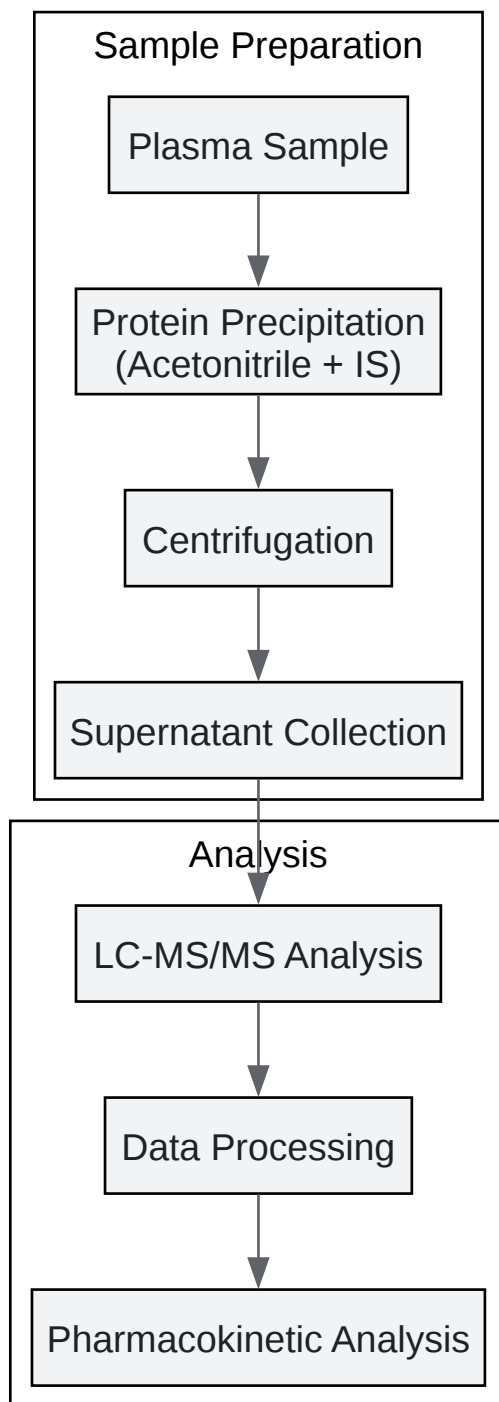 Sample Preparation
Plasma Sample
Protein Precipitation
(Acetonitrile + IS)
Centrifugation
Supernatant Collection
Analysis
LC-MS/MS Analysis
Data Processing
Pharmacokinetic Analysis